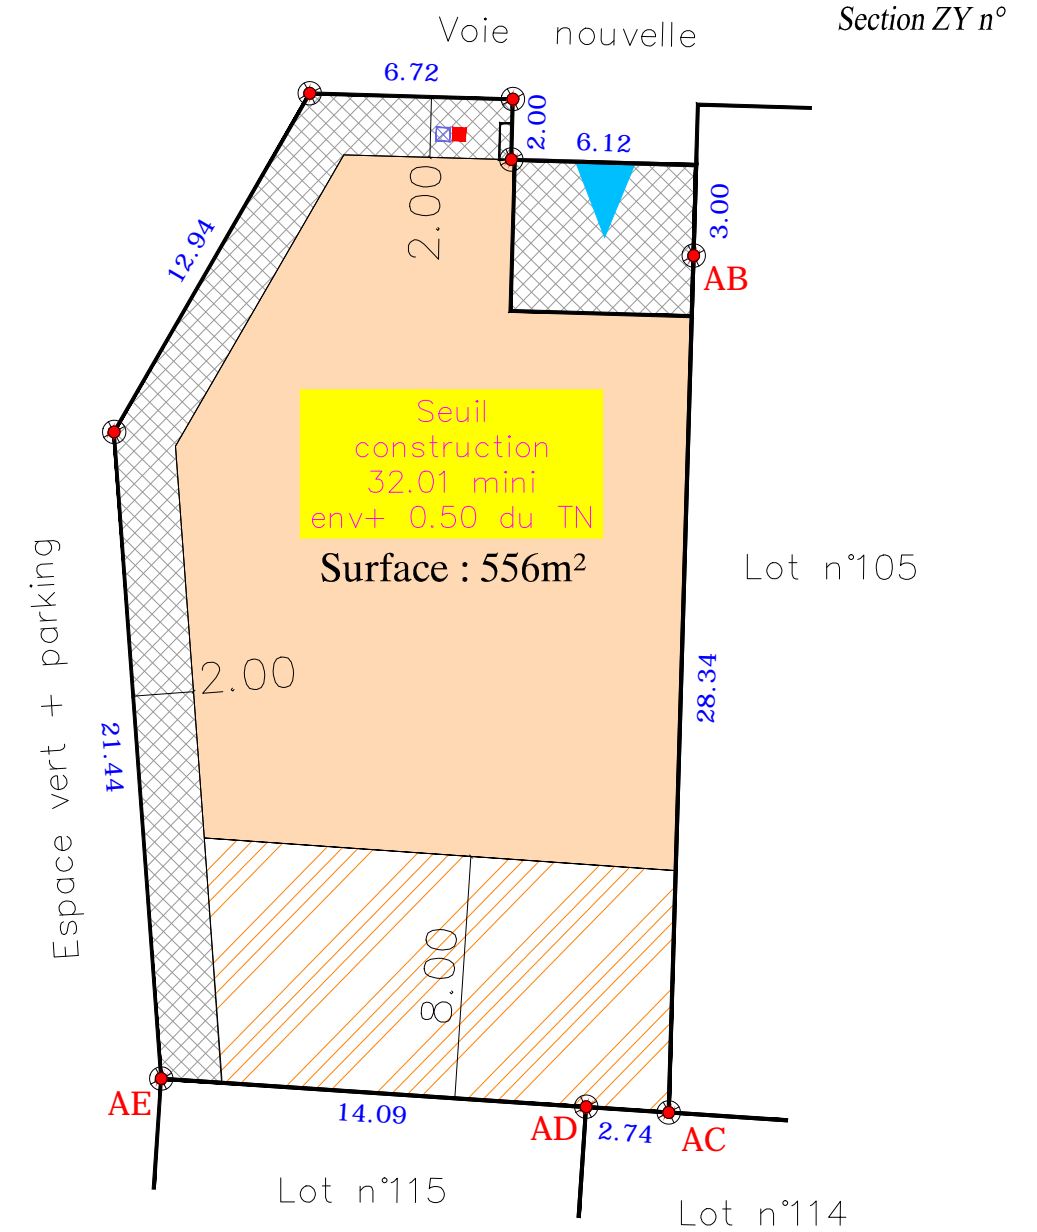 Section ZY n°
Voie nouvelle
6.72
2.00
6.12
3.00
2.00
12.94
AB
Seuil
construction
32.01 mini
env+ 0.50 du TN
Surface : 556m²
Lot n°105
Espace vert + parking
2.00
28.34
21.44
8.00
AE
14.09
AD
2.74
AC
Lot n°115
Lot n°114